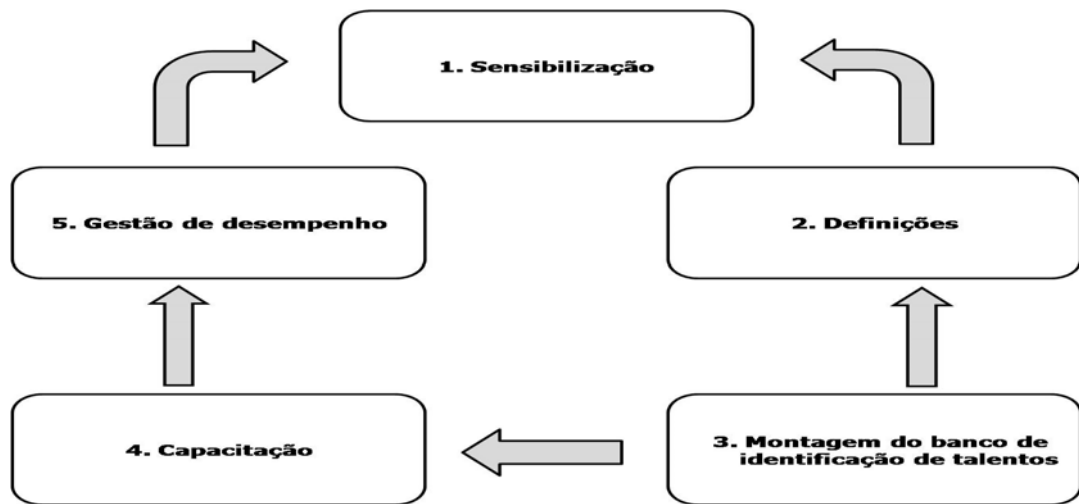 1. Sensibilização
5. Gestão de desempenho
2. Definições
4. Capacitação
3. Montagem do banco de
identificação de talentos